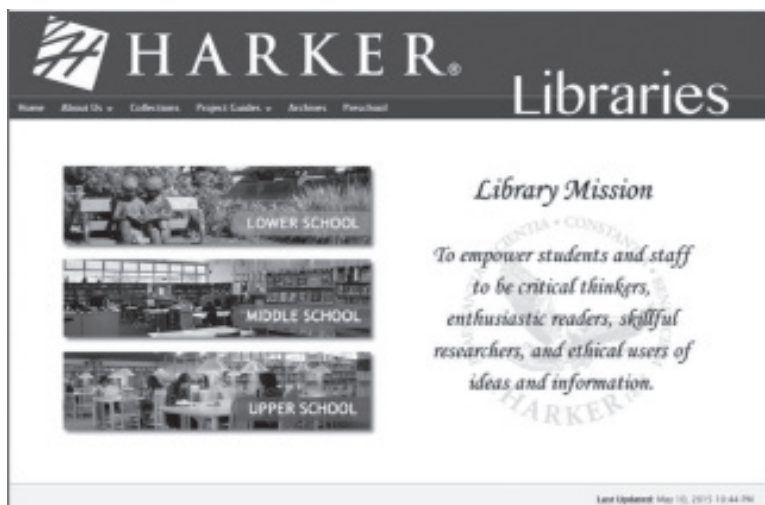 HARKER®
Libraries
Home About Us Collections Project Guides Archives Preschool
LOWER SCHOOL
MIDDLE SCHOOL
UPPER SCHOOL
Library Mission
To empower students and staff
to be critical thinkers,
enthusiastic readers, skillful
researchers, and ethical users of
ideas and information.
HARKER
Last Updated: May 10, 2015 10:44 PM